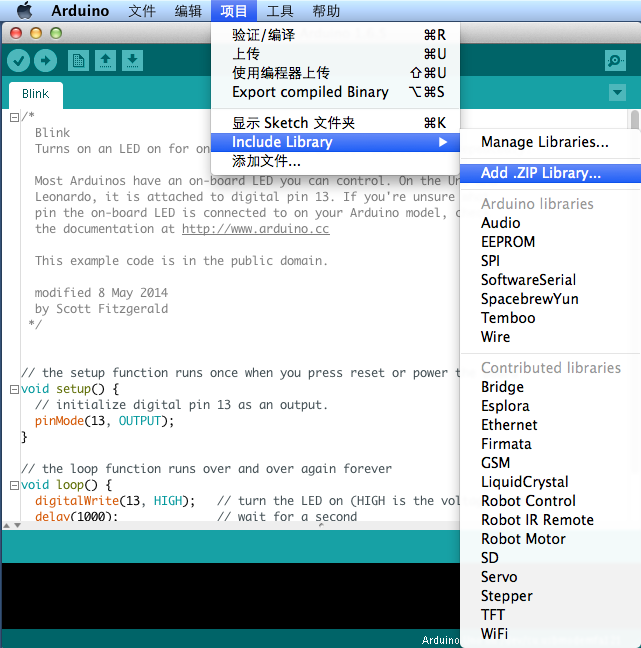 Arduino 文件 编辑 项目 工具 帮助
验证/编译 ⌘R
上传 ⌘U
使用编程器上传 ⇧⌘U
Export compiled Binary ⌥⌘S
显示 Sketch 文件夹 ⌘K
Include Library
添加文件...
Manage Libraries...
Add .ZIP Library...
Arduino libraries
Audio
EEPROM
SPI
SoftwareSerial
SpacebrewYun
Temboo
Wire
Contributed libraries
Bridge
Esplora
Ethernet
Firmata
GSM
LiquidCrystal
Robot Control
Robot IR Remote
Robot Motor
SD
Servo
Stepper
TFT
WiFi
Blink
/*
Blink
Turns on an LED on for on
Most Arduinos have an on-board LED you can control. On the Un
Leonardo, it is attached to digital pin 13. If you're unsure
pin the on-board LED is connected to on your Arduino model, c
the documentation at http://www.arduino.cc
This example code is in the public domain.
modified 8 May 2014
by Scott Fitzgerald
*/
// the setup function runs once when you press reset or power t
void setup() {
// initialize digital pin 13 as an output.
pinMode(13, OUTPUT);
}
// the loop function runs over and over again forever
void loop() {
digitalWrite(13, HIGH); // turn the LED on (HIGH is the vol
delay(1000); // wait for a second
Arduino